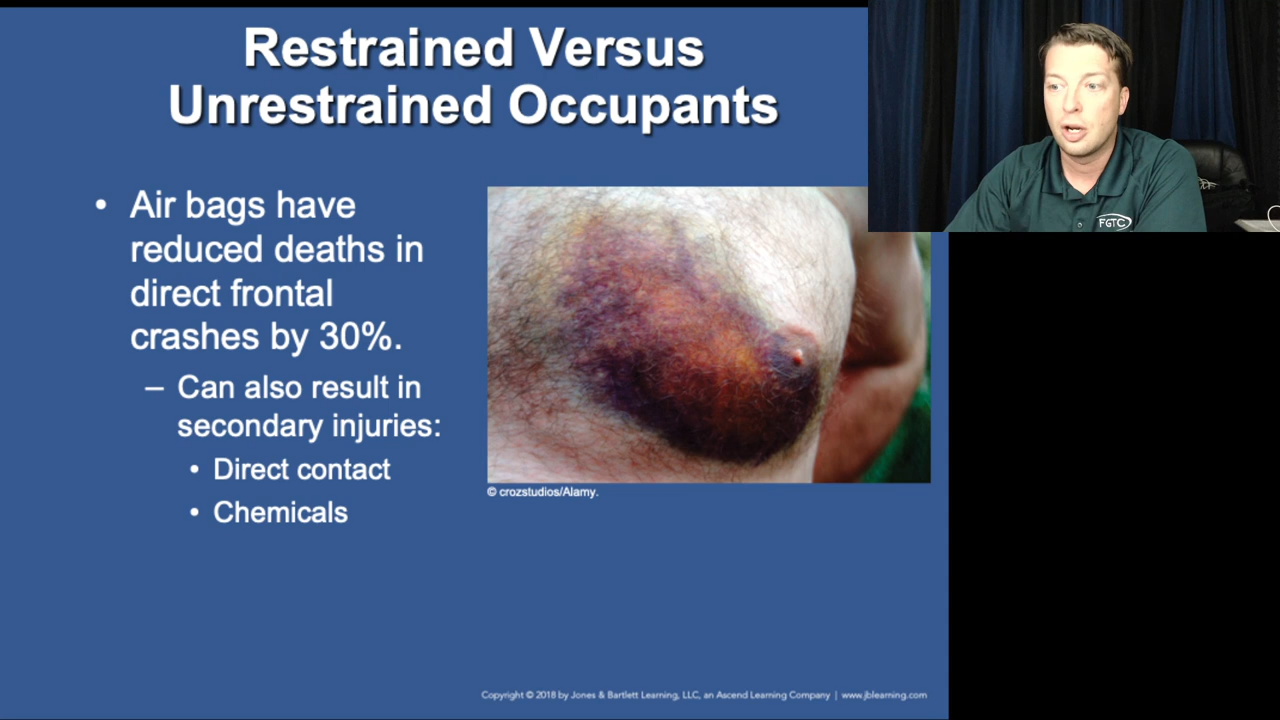 Restrained Versus
Unrestrained Occupants
• Air bags have
reduced deaths in
direct frontal
crashes by 30%.
– Can also result in
secondary injuries:
• Direct contact
• Chemicals
© crozstudios/Alamy.
FGTC
Copyright © 2018 by Jones & Bartlett Learning, LLC, an Ascend Learning Company | www.jblearning.com